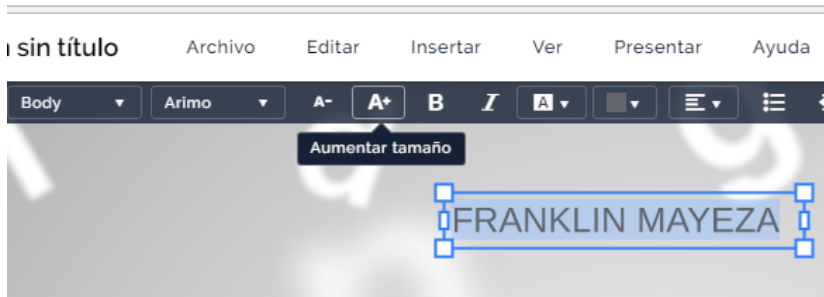 sin título Archivo Editar Insertar Ver Presentar Ayuda
Body Arimo A- A+ B I A
Aumentar tamaño
FRANKLIN MAYEZA